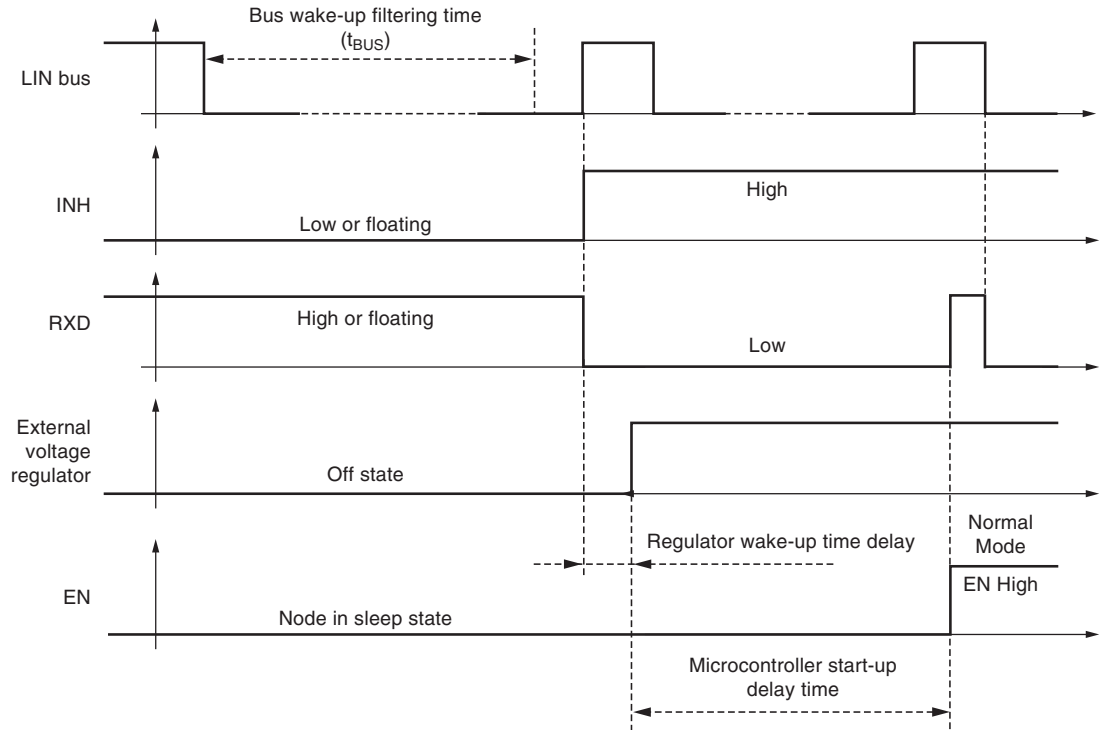 Bus wake-up filtering time
(tBUS)
LIN bus
INH
High
Low or floating
RXD
High or floating
Low
External
voltage
regulator
Off state
Regulator wake-up time delay
Normal
Mode
EN
EN High
Node in sleep state
Microcontroller start-up
delay time